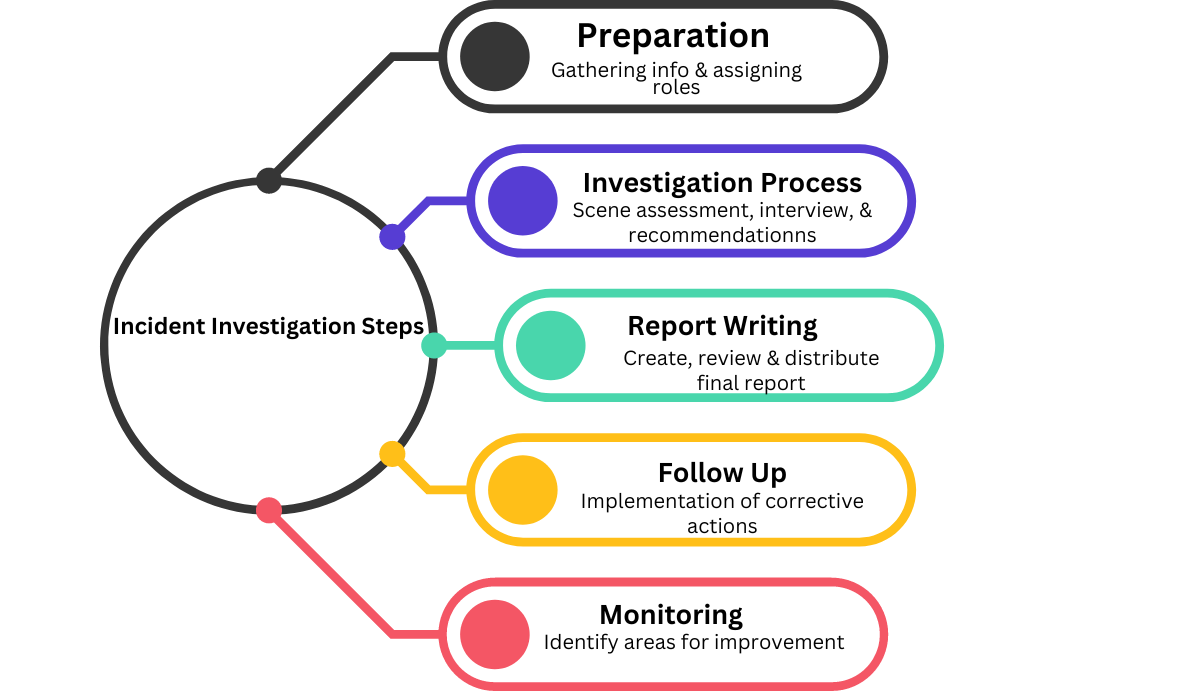 Preparation
Gathering info & assigning
roles
Investigation Process
Scene assessment, interview, &
recommendationns
Incident Investigation Steps
Report Writing
Create, review & distribute
final report
Follow Up
Implementation of corrective
actions
Monitoring
Identify areas for improvement